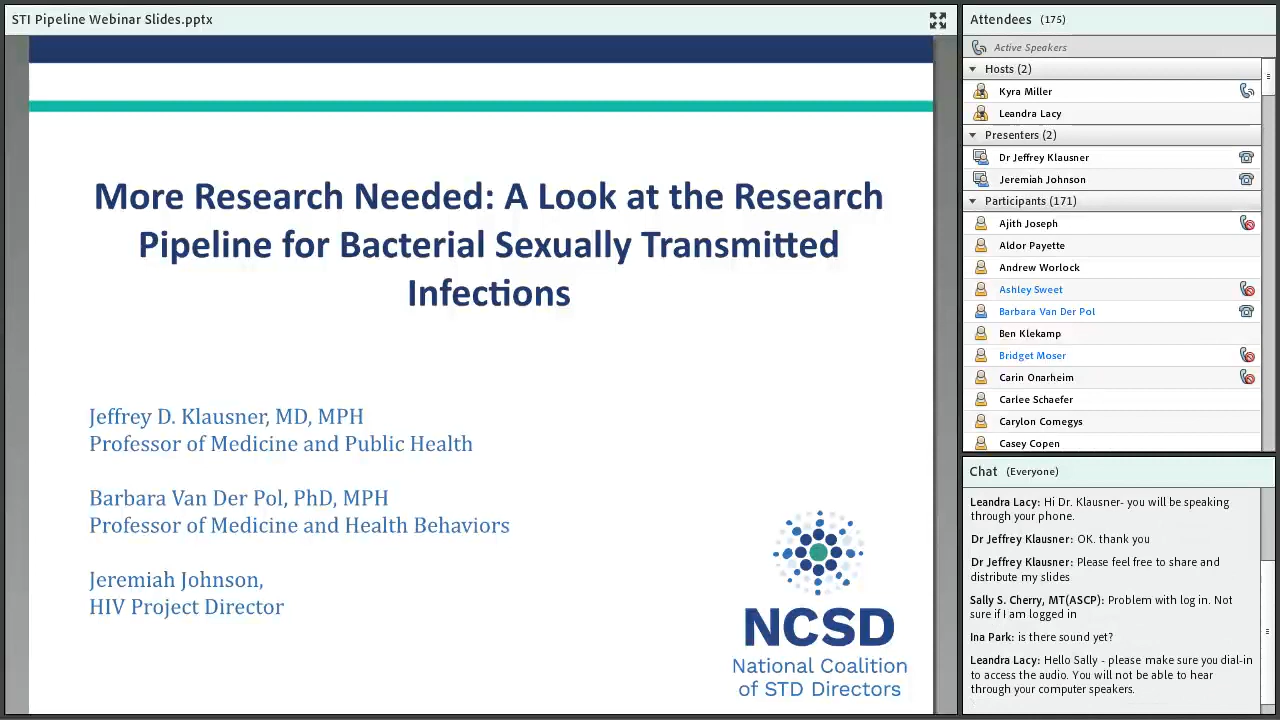 STI Pipeline Webinar Slides.pptx
More Research Needed: A Look at the Research
Pipeline for Bacterial Sexually Transmitted
Infections
Jeffrey D. Klausner, MD, MPH
Professor of Medicine and Public Health
Barbara Van Der Pol, PhD, MPH
Professor of Medicine and Health Behaviors
Jeremiah Johnson,
HIV Project Director
NCSD
National Coalition
of STD Directors
Attendees (175)
Active Speakers
Hosts (2)
Kyra Miller
Leandra Lacy
Presenters (2)
Dr Jeffrey Klausner
Jeremiah Johnson
Participants (171)
Ajith Joseph
Aldor Payette
Andrew Worlock
Ashley Sweet
Barbara Van Der Pol
Ben Klekamp
Bridget Moser
Carin Onarheim
Carlee Schaefer
Carylon Comegys
Casey Copen
Chat (Everyone)
Leandra Lacy: Hi Dr. Klausner- you will be speaking
through your phone.
Dr Jeffrey Klausner: OK. thank you
Dr Jeffrey Klausner: Please feel free to share and
distribute my slides
Sally S. Cherry, MT(ASCP): Problem with log in. Not
sure if I am logged in
Ina Park: is there sound yet?
Leandra Lacy: Hello Sally - please make sure you dial-in
to access the audio. You will not be able to hear
through your computer speakers.